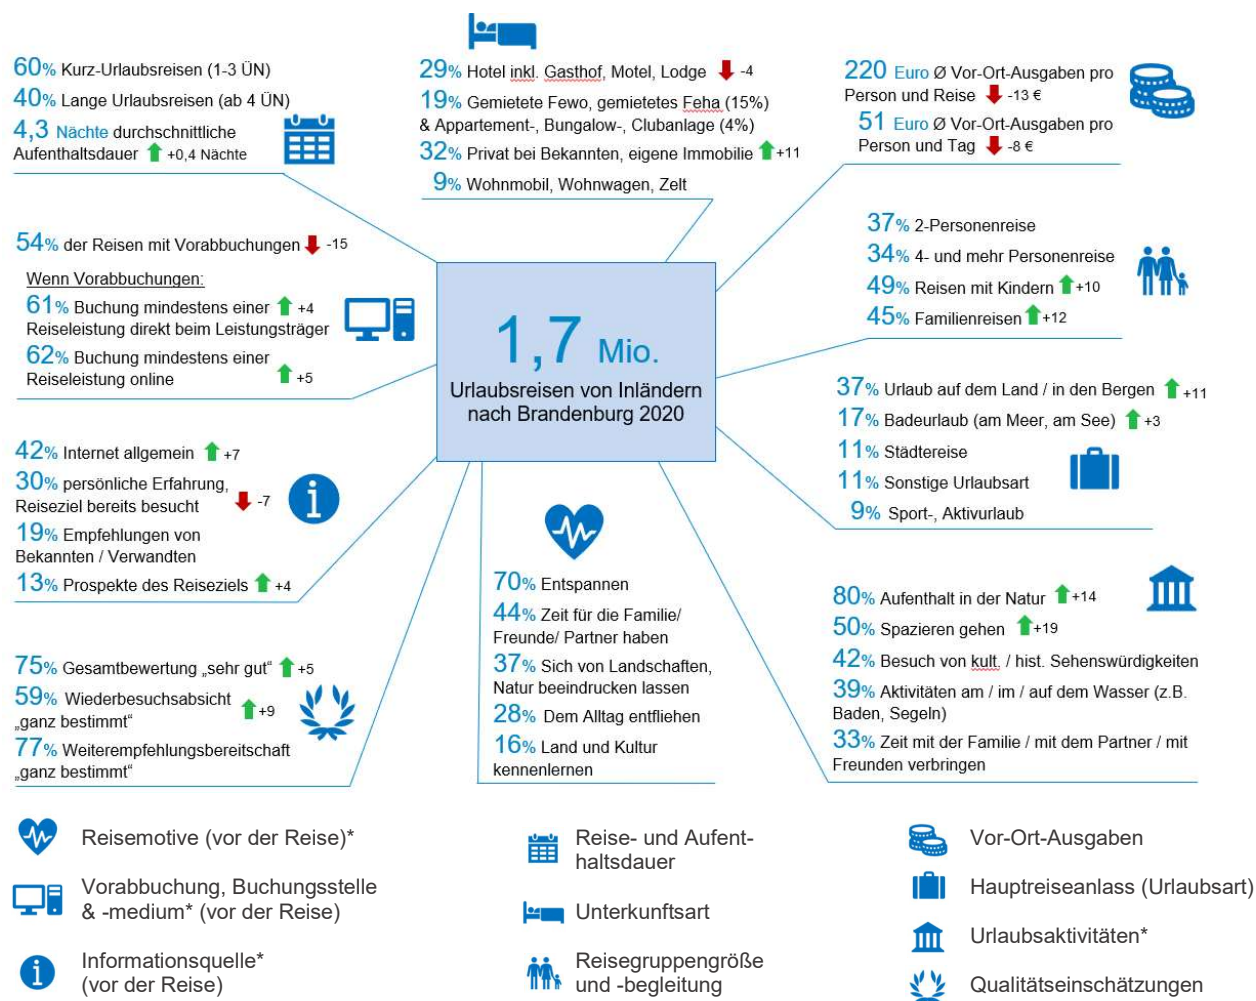 60% Kurz-Urlaubsreisen (1-3 ÜN)
40% Lange Urlaubsreisen (ab 4 ÜN)
4,3 Nächte durchschnittliche
Aufenthaltsdauer +0,4 Nächte
29% Hotel inkl. Gasthof, Motel, Lodge -4
19% Gemietete Fewo, gemietetes Feha (15%)
& Appartement-, Bungalow-, Clubanlage (4%)
32% Privat bei Bekannten, eigene Immobilie +11
9% Wohnmobil, Wohnwagen, Zelt
220 Euro Ø Vor-Ort-Ausgaben pro
Person und Reise -13 €
51 Euro Ø Vor-Ort-Ausgaben pro
Person und Tag -8 €
54% der Reisen mit Vorabbuchungen -15
Wenn Vorabbuchungen:
61% Buchung mindestens einer +4
Reiseleistung direkt beim Leistungsträger
62% Buchung mindestens einer
Reiseleistung online +5
1,7 Mio.
Urlaubsreisen von Inländern
nach Brandenburg 2020
37% 2-Personenreise
34% 4- und mehr Personenreise
49% Reisen mit Kindern +10
45% Familienreisen +12
37% Urlaub auf dem Land / in den Bergen +11
17% Badeurlaub (am Meer, am See) +3
11% Städtereise
11% Sonstige Urlaubsart
9% Sport-, Aktivurlaub
42% Internet allgemein +7
30% persönliche Erfahrung,
Reiseziel bereits besucht -7
19% Empfehlungen von
Bekannten / Verwandten
13% Prospekte des Reiseziels +4
70% Entspannen
44% Zeit für die Familie/
Freunde/ Partner haben
37% Sich von Landschaften,
Natur beeindrucken lassen
28% Dem Alltag entfliehen
16% Land und Kultur
kennenlernen
80% Aufenthalt in der Natur +14
50% Spazieren gehen +19
42% Besuch von kult. / hist. Sehenswürdigkeiten
39% Aktivitäten am / im / auf dem Wasser (z.B.
Baden, Segeln)
33% Zeit mit der Familie / mit dem Partner / mit
Freunden verbringen
75% Gesamtbewertung „sehr gut“ +5
59% Wiederbesuchsabsicht
„ganz bestimmt“ +9
77% Weiterempfehlungsbereitschaft
„ganz bestimmt“
Reisemotive (vor der Reise)*
Vorabbuchung, Buchungsstelle
& -medium* (vor der Reise)
Informationsquelle*
(vor der Reise)
Reise- und Aufent-
haltsdauer
Unterkunftsart
Reisegruppengröße
und -begleitung
Vor-Ort-Ausgaben
Hauptreiseanlass (Urlaubsart)
Urlaubsaktivitäten*
Qualitätseinschätzungen